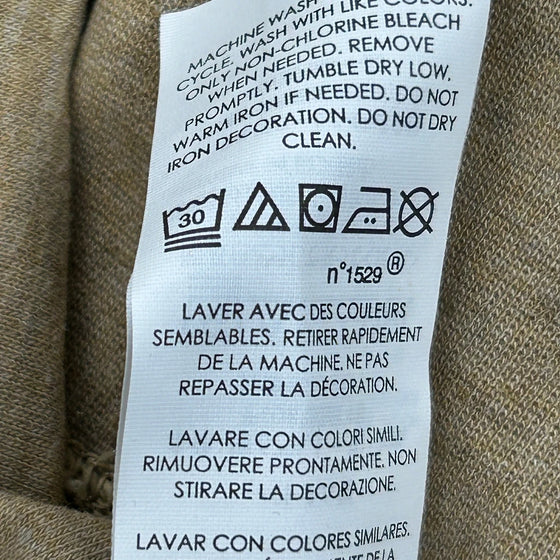 MACHINE WASH
CYCLE. WASH WITH LIKE COLORS.
ONLY NON-CHLORINE BLEACH
WHEN NEEDED. REMOVE
PROMPTLY. TUMBLE DRY LOW.
WARM IRON IF NEEDED. DO NOT
IRON DECORATION. DO NOT DRY
CLEAN.
30
n°1529 ®
LAVER AVEC DES COULEURS
SEMBLABLES. RETIRER RAPIDEMENT
DE LA MACHINE. NE PAS
REPASSER LA DÉCORATION.
LAVARE CON COLORI SIMILI.
RIMUOVERE PRONTAMENTE. NON
STIRARE LA DECORAZIONE.
LAVAR CON COLORES SIMILARES.
DE LA